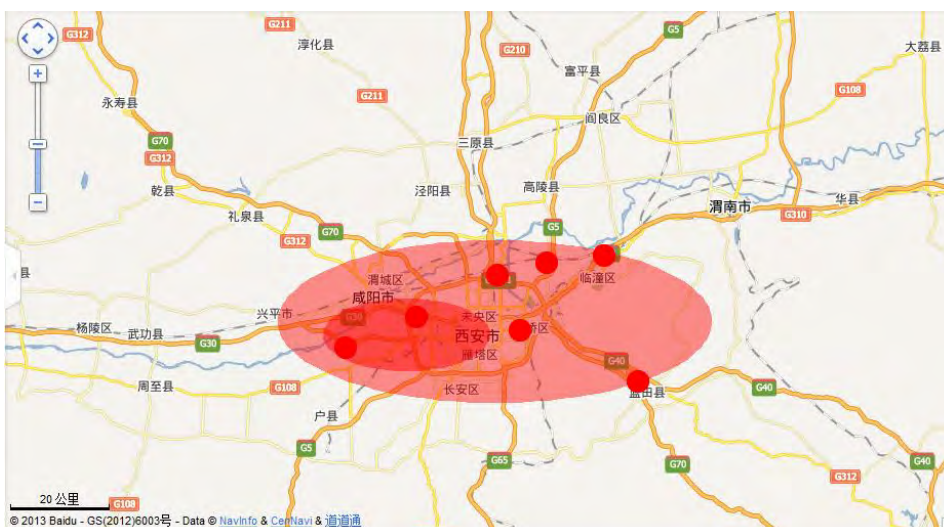 G312
G211
淳化县
G5
G210
大荔县
富平县
永寿县
G211
G108
阎良区
G70
G312
三原县
乾县
泾阳县
高陵县
礼泉县
渭南市
华县
G310
G312
G70
G5
县
渭城区
临潼区
咸阳市
兴平市
G30
未央区
桥区
杨陵区
武功县
G30
西安市
雁塔区
G40
周至县
G108
长安区
蓝田县
G40
户县
G5
G65
G70
G312
G40
20 公里
G108
© 2013 Baidu - GS(2012)6003号 - Data © NavInfo & CenNavi & 道道通